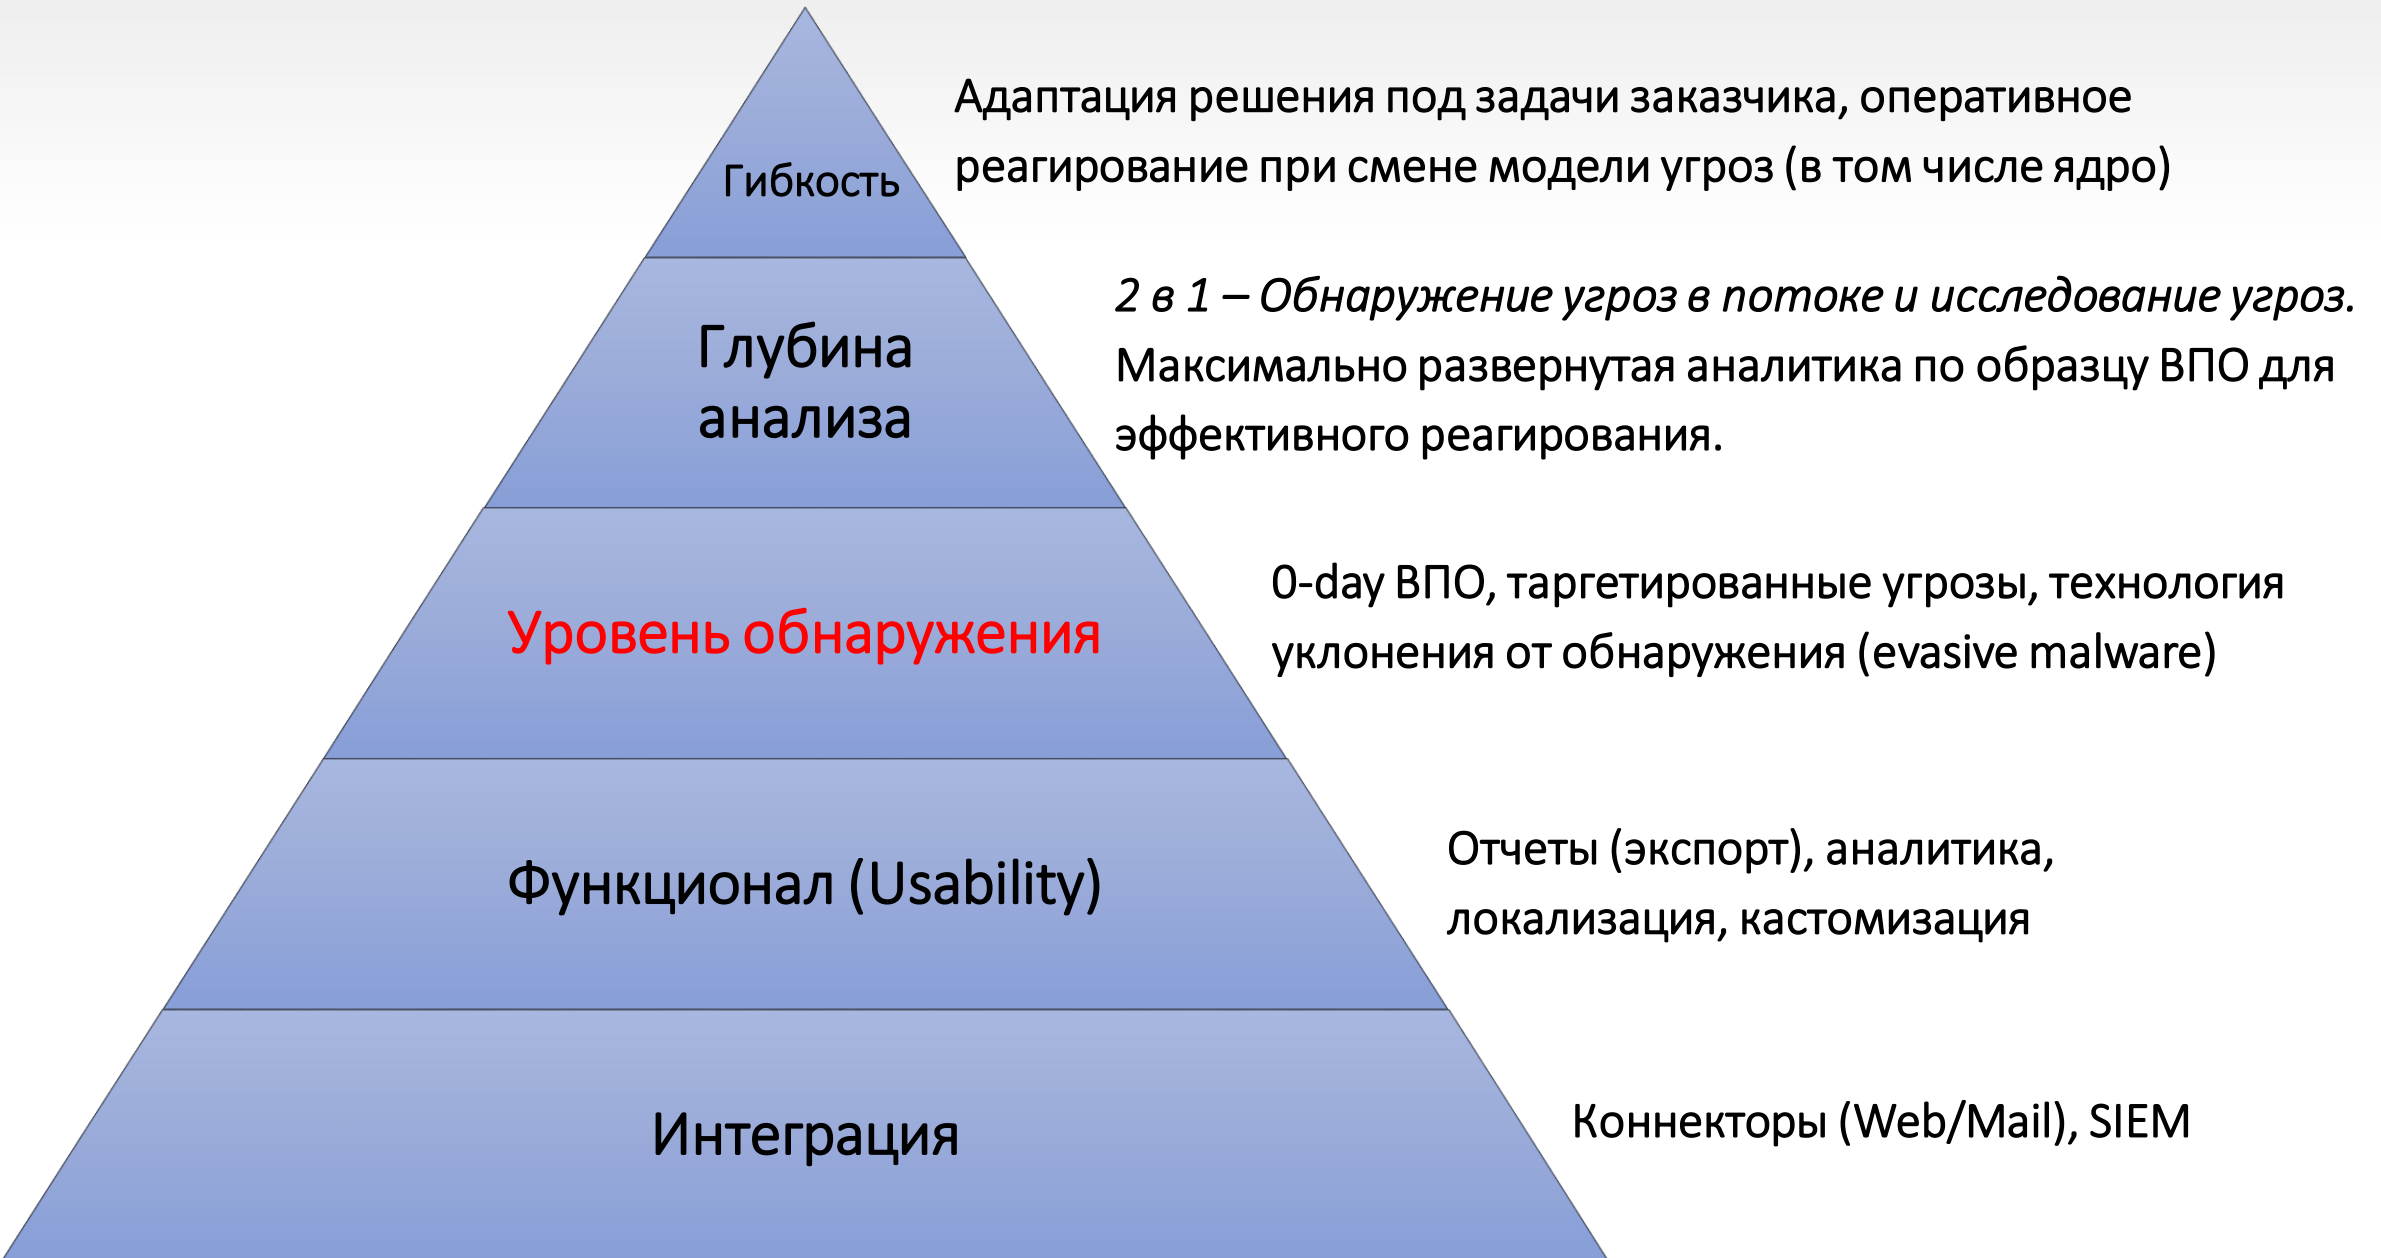 Адаптация решения под задачи заказчика, оперативное
реагирование при смене модели угроз (в том числе ядро)
Гибкость
2 в 1 – Обнаружение угроз в потоке и исследование угроз.
Максимально развернутая аналитика по образцу ВПО для
эффективного реагирования.
Глубина
анализа
0-day ВПО, таргетированные угрозы, технология
уклонения от обнаружения (evasive malware)
Уровень обнаружения
Отчеты (экспорт), аналитика,
локализация, кастомизация
Функционал (Usability)
Коннекторы (Web/Mail), SIEM
Интеграция